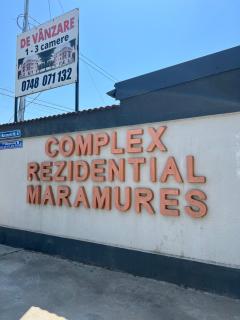 DE VÂNZARE
1 - 3 camere
0748 071 132
COMPLEX
REZIDENTIAL
MARAMURES